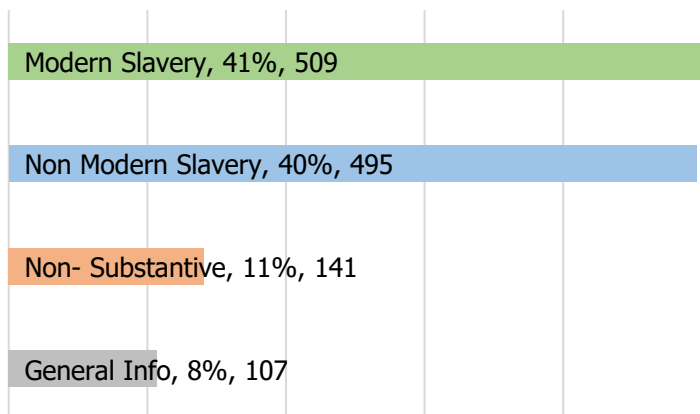 Modern Slavery, 41%, 509
Non Modern Slavery, 40%, 495
Non- Substantive, 11%, 141
General Info, 8%, 107